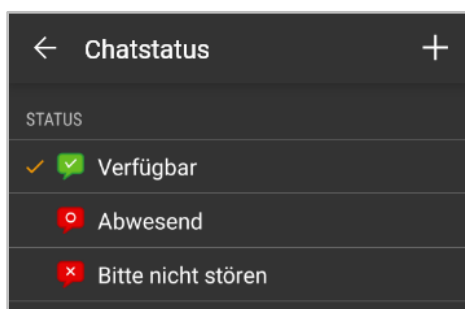 Chatstatus
STATUS
Verfügbar
Abwesend
Bitte nicht stören